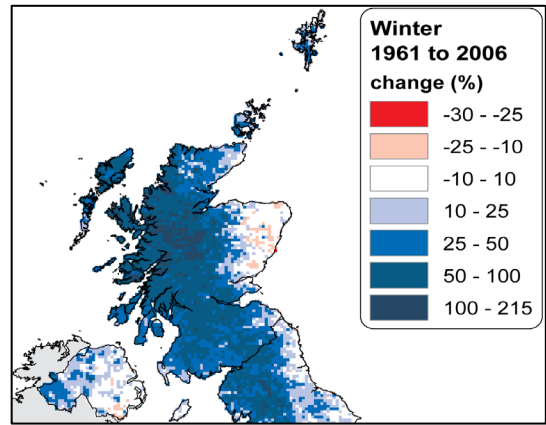 Winter
1961 to 2006
change (%)
-30 - -25
-25 - -10
-10 - 10
10 - 25
25 - 50
50 - 100
100 - 215